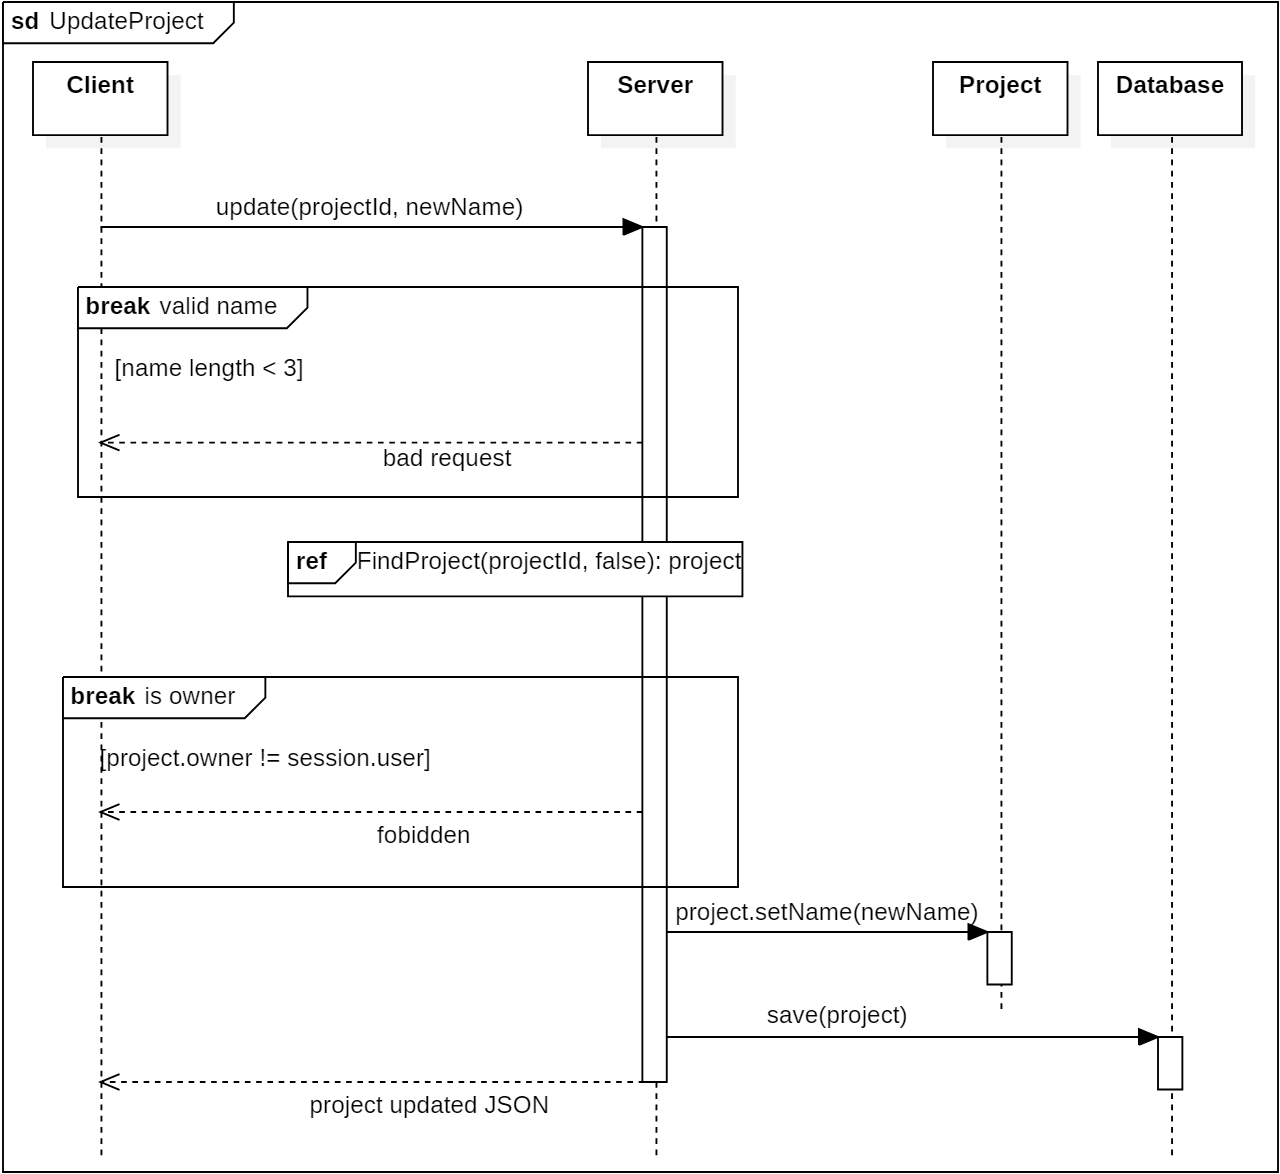 sd UpdateProject
Client
Server
Project
Database
update(projectId, newName)
break valid name
[name length < 3]
bad request
ref FindProject(projectId, false): project
break is owner
[project.owner != session.user]
fobidden
project.setName(newName)
save(project)
project updated JSON